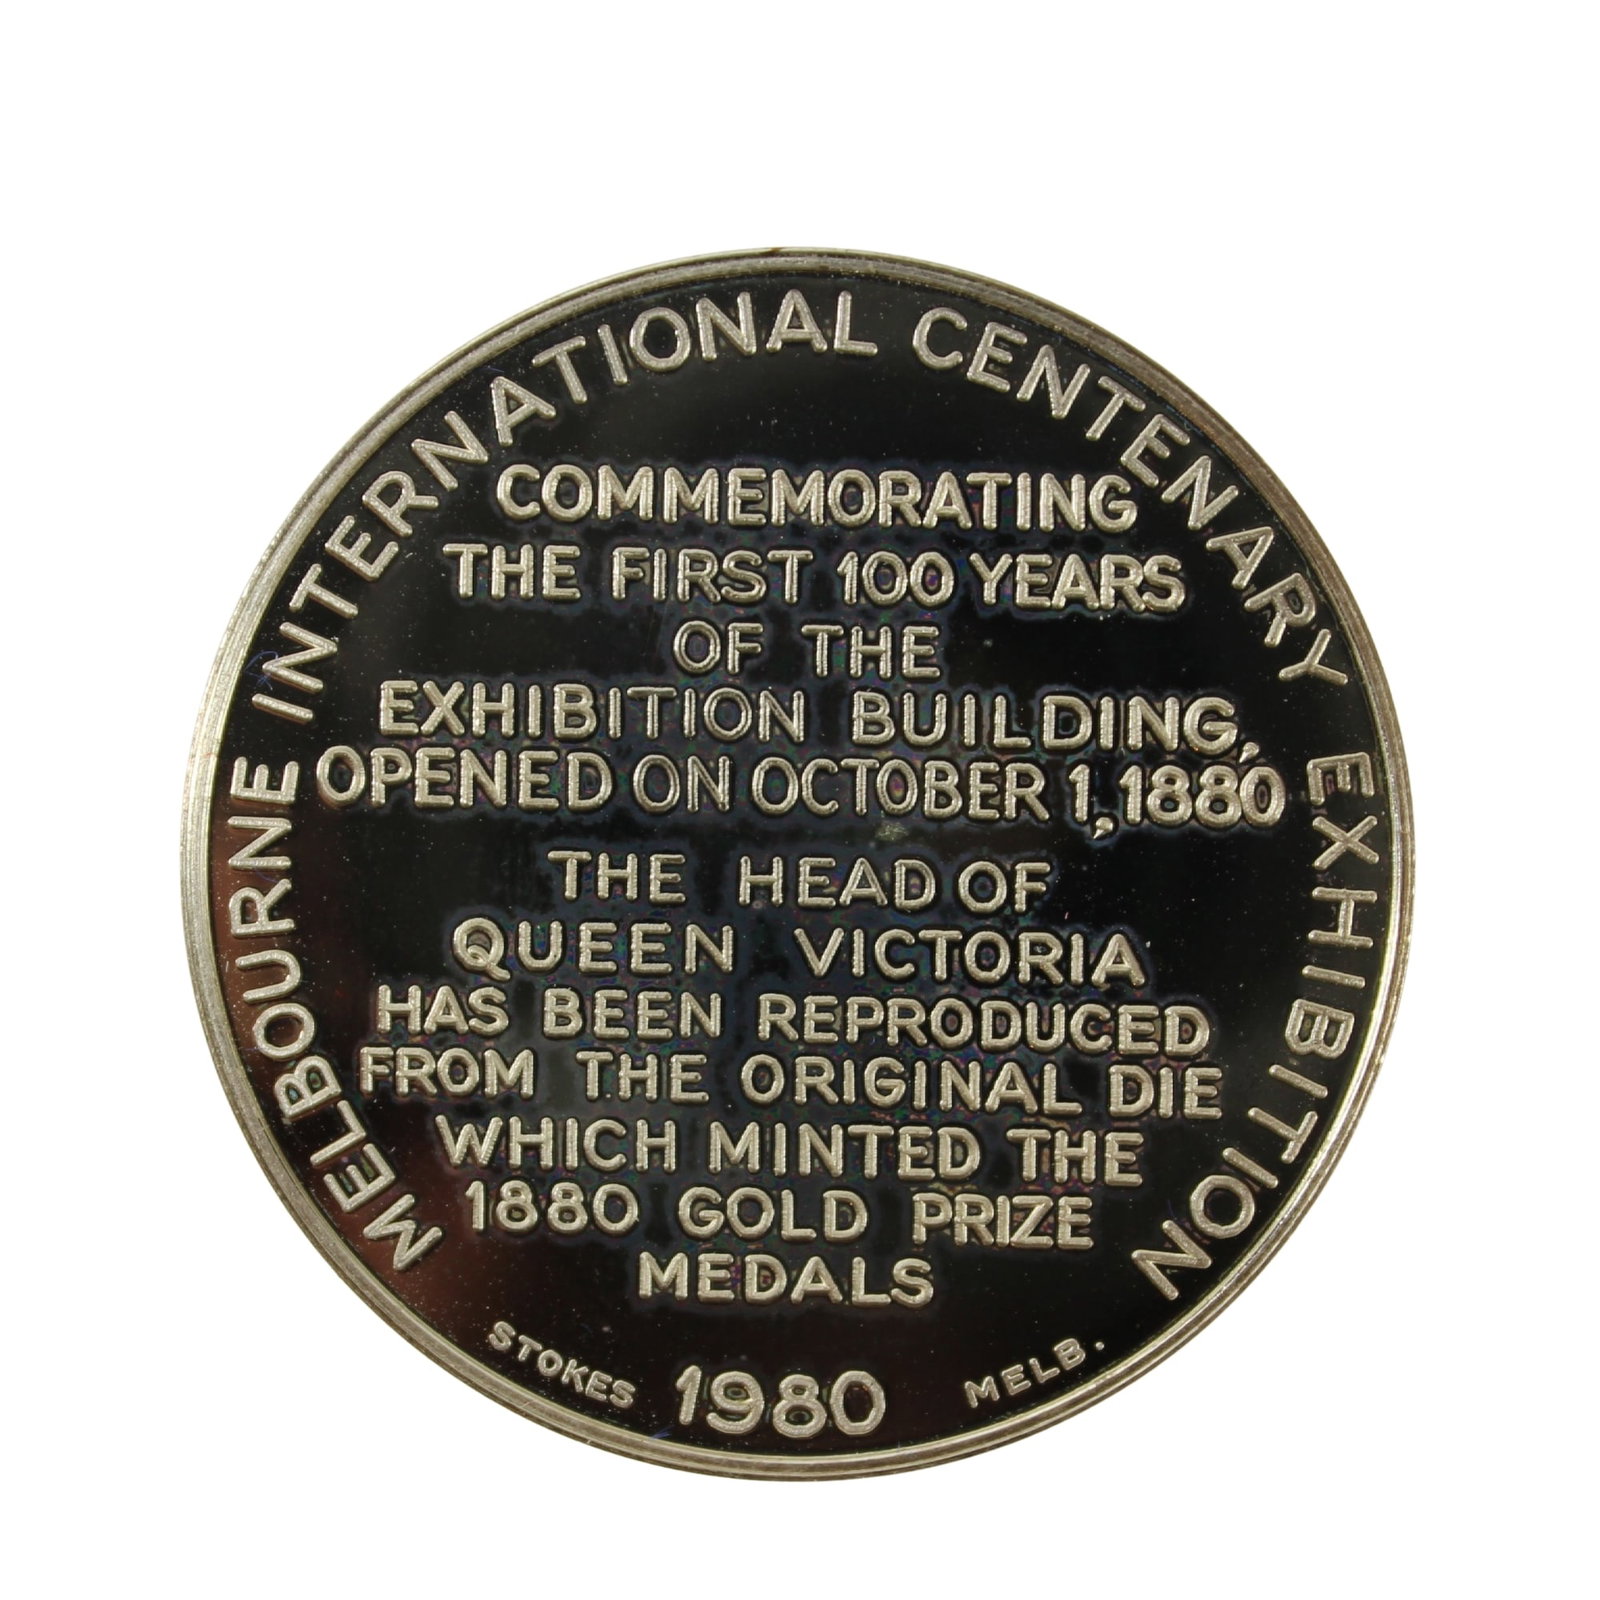 MELBOURNE INTERNATIONAL CENTENARY EXHIBITION
COMMEMORATING
THE FIRST 100 YEARS
OF THE
EXHIBITION BUILDING,
OPENED ON OCTOBER 1, 1880
THE HEAD OF
QUEEN VICTORIA
HAS BEEN REPRODUCED
FROM THE ORIGINAL DIE
WHICH MINTED THE
1880 GOLD PRIZE
MEDALS
STOKES 1980 MELB.